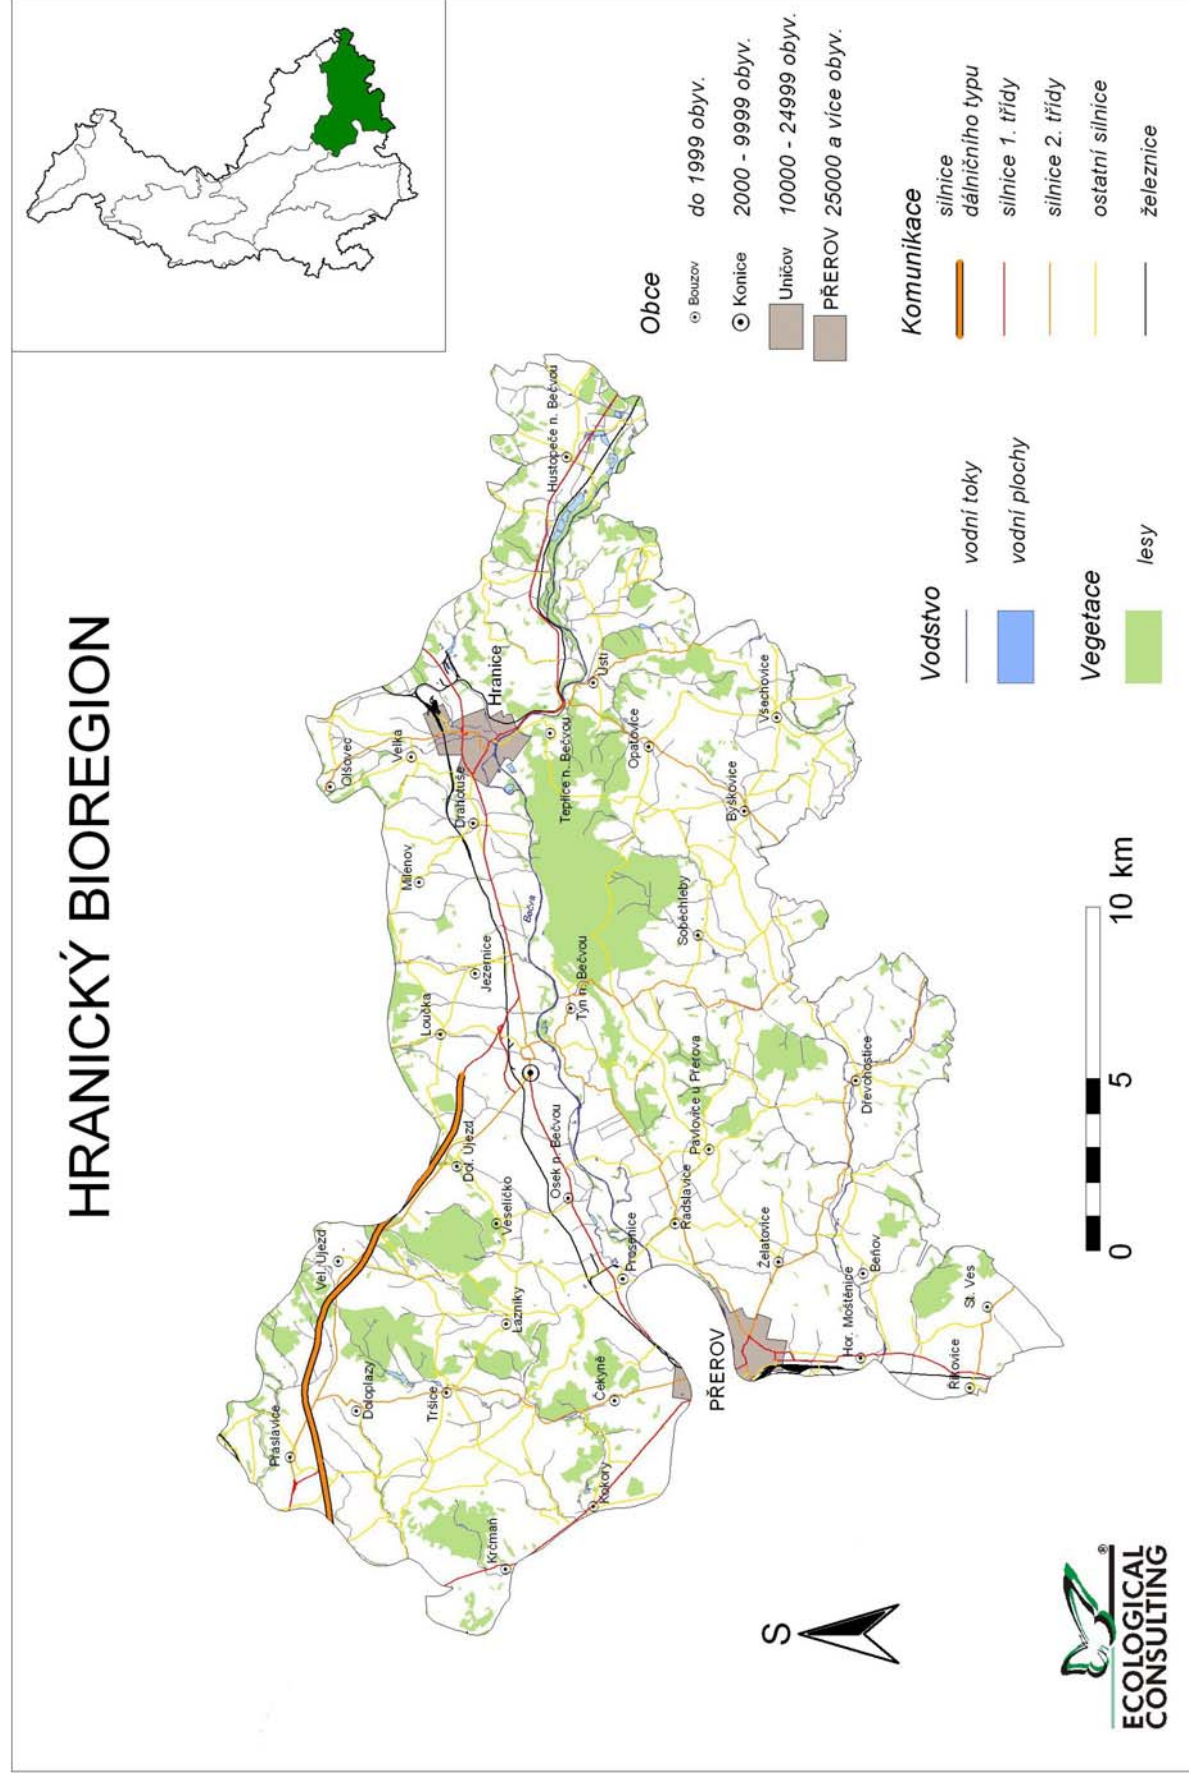 HRANICKÝ BIOREGION
Obce
Bouzov
do 1999 obyv.
Konice
2000 - 9999 obyv.
Uničov
10000 - 24999 obyv.
PŘEROV
25000 a více obyv.
Komunikace
silnice
dálničního typu
silnice 1. třídy
silnice 2. třídy
ostatní silnice
železnice
Vodstvo
vodní toky
vodní plochy
Vegetace
lesy
Olšovec
Velká
Hranice
Drahotuše
Milenov
Jezernice
Loučka
Bečva
Hustopeče n. Bečvou
Ústí
Teplice n. Bečvou
Opatovice
Všechovice
Býškovice
Soběchleby
Týn n. Bečvou
Dol. Újezd
Veselíčko
Osek n. Bečvou
Pavlovice u Přerova
Dřevohostice
Radslavice
Prosenice
Želatovice
Vel. Újezd
Lazníky
Beňov
Hor. Moštěnice
St. Ves
Říkovice
PŘEROV
Čekyně
Tršice
Doloplazy
Přáslavice
Kokory
Krčmaň
0
5
10 km
S
ECOLOGICAL
CONSULTING
®